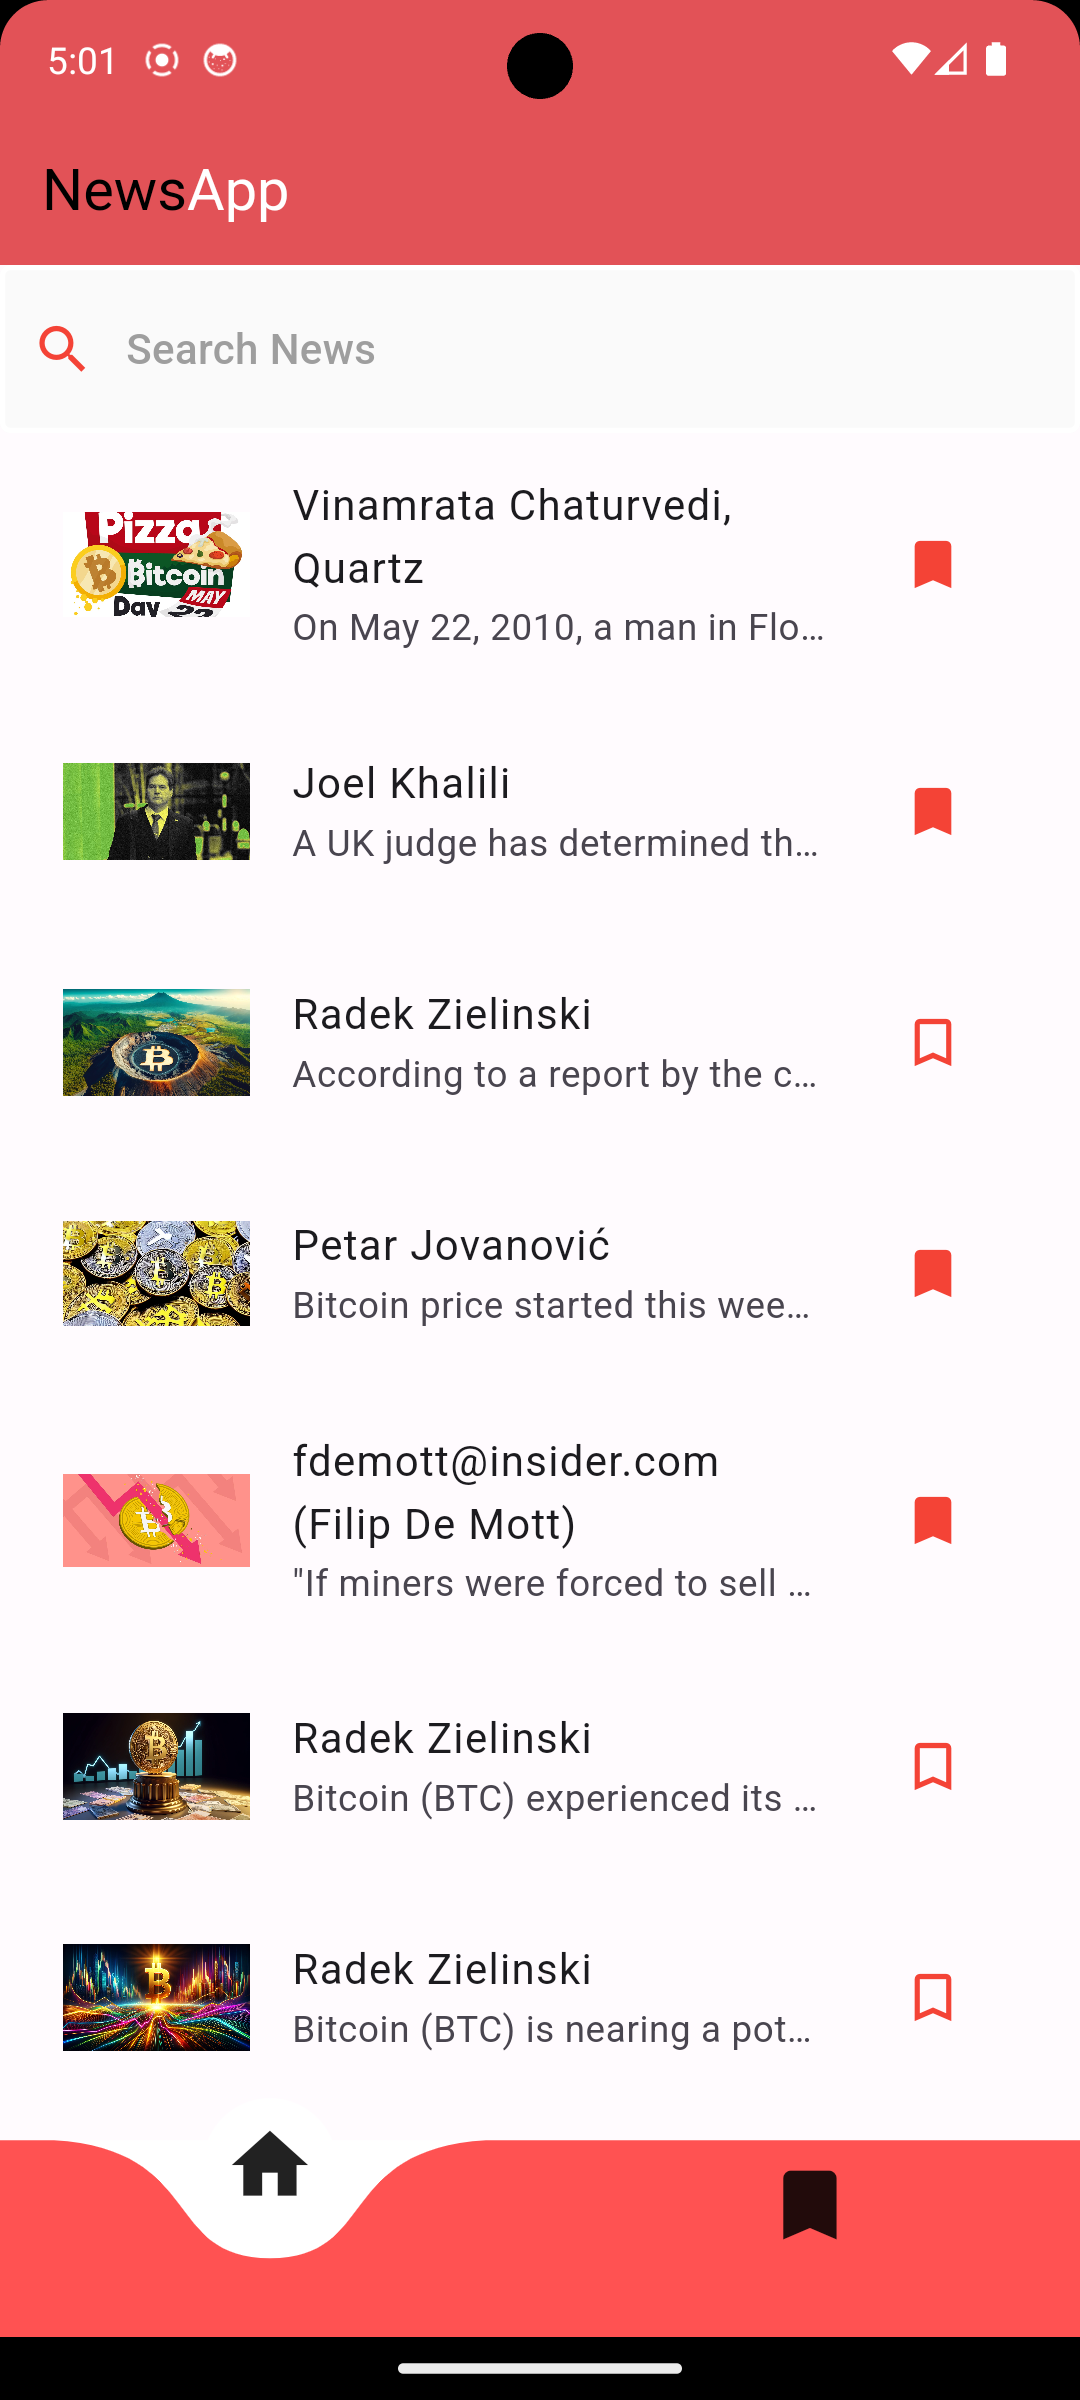 5:01
NewsApp
Search News
Pizza
Bitcoin
MAY
Day 22
Vinamrata Chaturvedi,
Quartz
On May 22, 2010, a man in Flo…
Joel Khalili
A UK judge has determined th…
Radek Zielinski
According to a report by the c…
Petar Jovanović
Bitcoin price started this wee…
fdemott@insider.com
(Filip De Mott)
"If miners were forced to sell …
Radek Zielinski
Bitcoin (BTC) experienced its …
Radek Zielinski
Bitcoin (BTC) is nearing a pot…